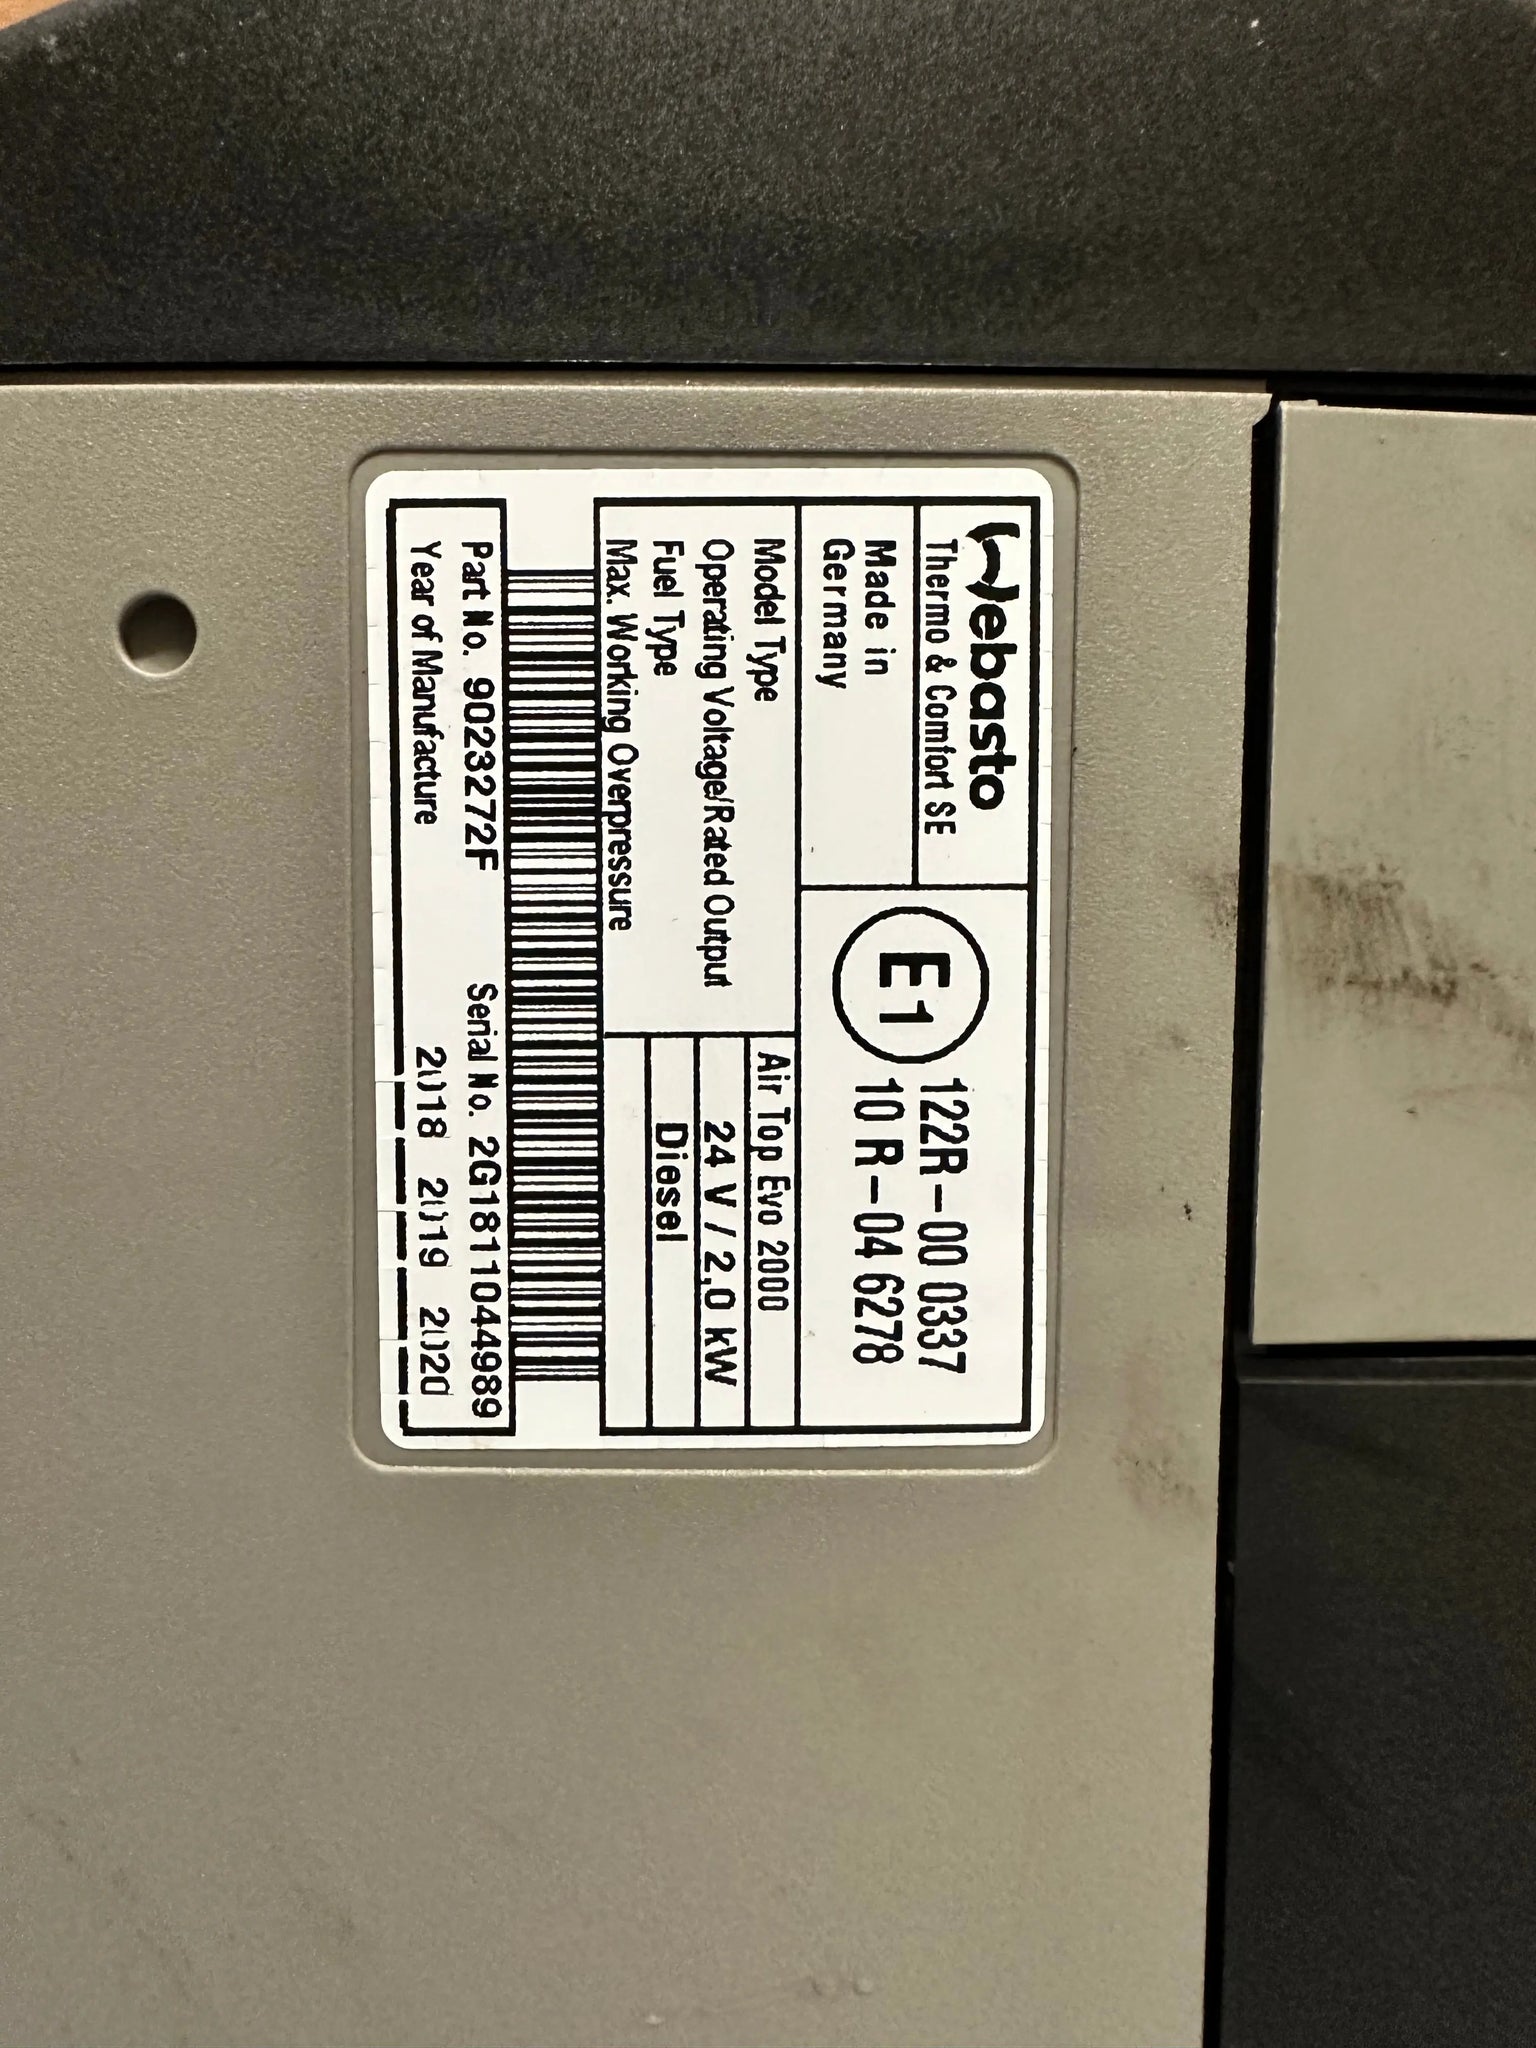 Webasto
Thermo & Comfort SE
Made in
Germany
E1
122R-00 0337
10 R-04 6278
Model Type Air Top Evo 2000
Operating Voltage/Rated Output 24 V / 2,0 kW
Fuel Type Diesel
Max. Working Overpressure
Part No. 9023272F Serial No. 2G1811044989
Year of Manufacture 2018 2019 2020